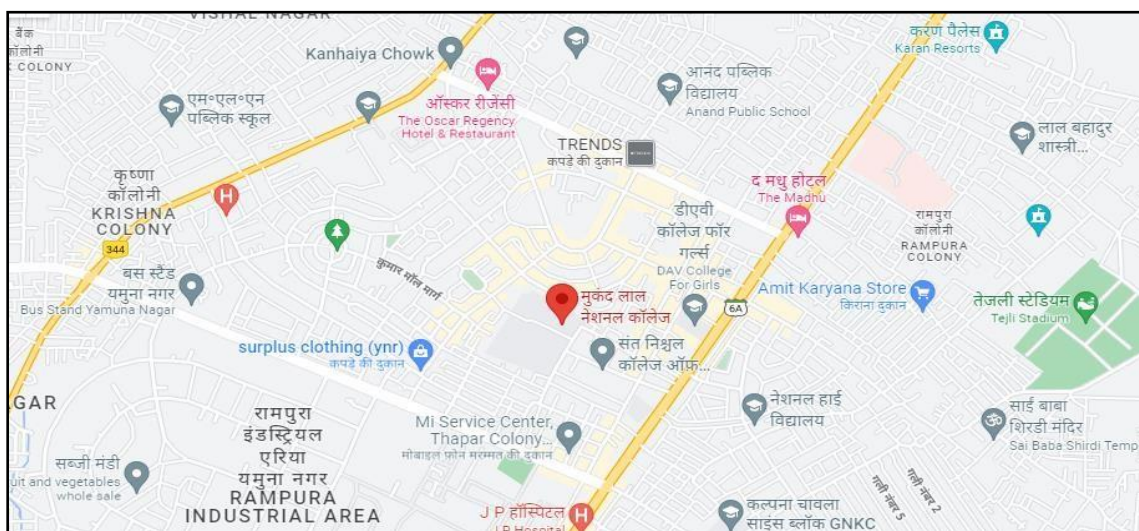 VISHAL NAGAR
बैंक
कॉलोनी
COLONY
Kanhaiya Chowk
करण पैलेस
Karan Resorts
एम॰एल॰एन
पब्लिक स्कूल
ऑस्कर रीजेंसी
The Oscar Regency
Hotel & Restaurant
आनंद पब्लिक
विद्यालय
Anand Public School
TRENDS
कपड़े की दुकान
लाल बहादुर
शास्त्री...
कृष्णा
कॉलोनी
KRISHNA
COLONY
H
344
द मधु होटल
The Madhu
डीएवी
कॉलेज फॉर
गर्ल्स
DAV College
For Girls
रामपुरा
कॉलोनी
RAMPURA
COLONY
कुमार मॉल मार्ग
बस स्टैंड
यमुना नगर
Bus Stand Yamuna Nagar
मुकंद लाल
नेशनल कॉलेज
6A
Amit Karyana Store
किराना दुकान
तेजली स्टेडियम
Tejli Stadium
surplus clothing (ynr)
कपड़े की दुकान
संत निश्चल
कॉलेज ऑफ़...
AGAR
रामपुरा
इंडस्ट्रियल
एरिया
यमुना नगर
RAMPURA
INDUSTRIAL AREA
Mi Service Center,
Thapar Colony...
मोबाइल फ़ोन मरम्मत की दुकान
नेशनल हाई
विद्यालय
साईं बाबा
शिरडी मंदिर
Sai Baba Shirdi Temp
सब्जी मंडी
uit and vegetables
whole sale
गली नंबर 5
गली नंबर 2
J P हॉस्पिटल
J P Hospital
H
कल्पना चावला
साइंस ब्लॉक GNKC